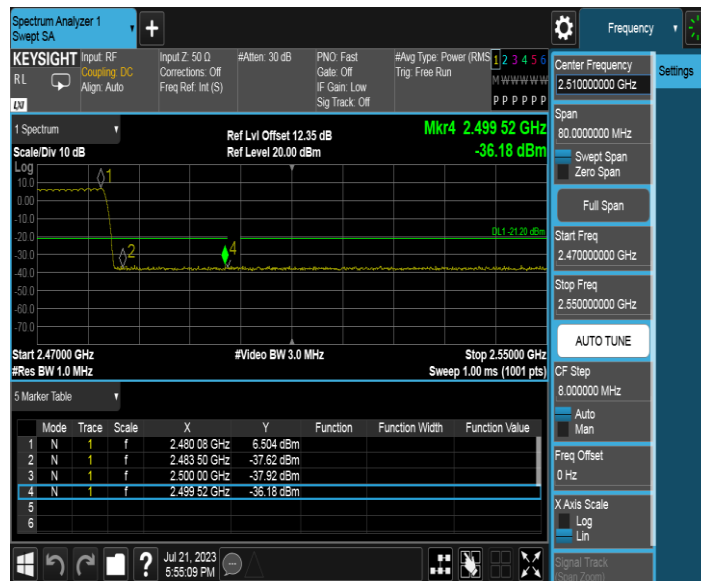 Spectrum Analyzer 1
Swept SA
+
Frequency
KEYSIGHT
RL
LXI
Input: RF
Coupling: DC
Align: Auto
Input Z: 50 Ω
Corrections: Off
Freq Ref: Int (S)
#Atten: 30 dB
PNO: Fast
Gate: Off
IF Gain: Low
Sig Track: Off
#Avg Type: Power (RMS
Trig: Free Run
1 2 3 4 5 6
M W W W W W
P P P P P P
1 Spectrum
Scale/Div 10 dB
Ref Lvl Offset 12.35 dB
Ref Level 20.00 dBm
Mkr4 2.499 52 GHz
-36.18 dBm
Log
10.0
0.00
-10.0
-20.0
-30.0
-40.0
-50.0
-60.0
-70.0
1
2
4
DL1 -21.20 dBm
Start 2.47000 GHz
#Res BW 1.0 MHz
#Video BW 3.0 MHz
Stop 2.55000 GHz
Sweep 1.00 ms (1001 pts)
5 Marker Table
Mode Trace Scale X Y Function Function Width Function Value
1 N 1 f 2.480 08 GHz 6.504 dBm
2 N 1 f 2.483 50 GHz -37.62 dBm
3 N 1 f 2.500 00 GHz -37.92 dBm
4 N 1 f 2.499 52 GHz -36.18 dBm
5
6
?
Jul 21, 2023
5:55:09 PM
Center Frequency
2.510000000 GHz
Settings
Span
80.0000000 MHz
Swept Span
Zero Span
Full Span
Start Freq
2.470000000 GHz
Stop Freq
2.550000000 GHz
AUTO TUNE
CF Step
8.000000 MHz
Auto
Man
Freq Offset
0 Hz
X Axis Scale
Log
Lin
Signal Track
(Span Zoom)